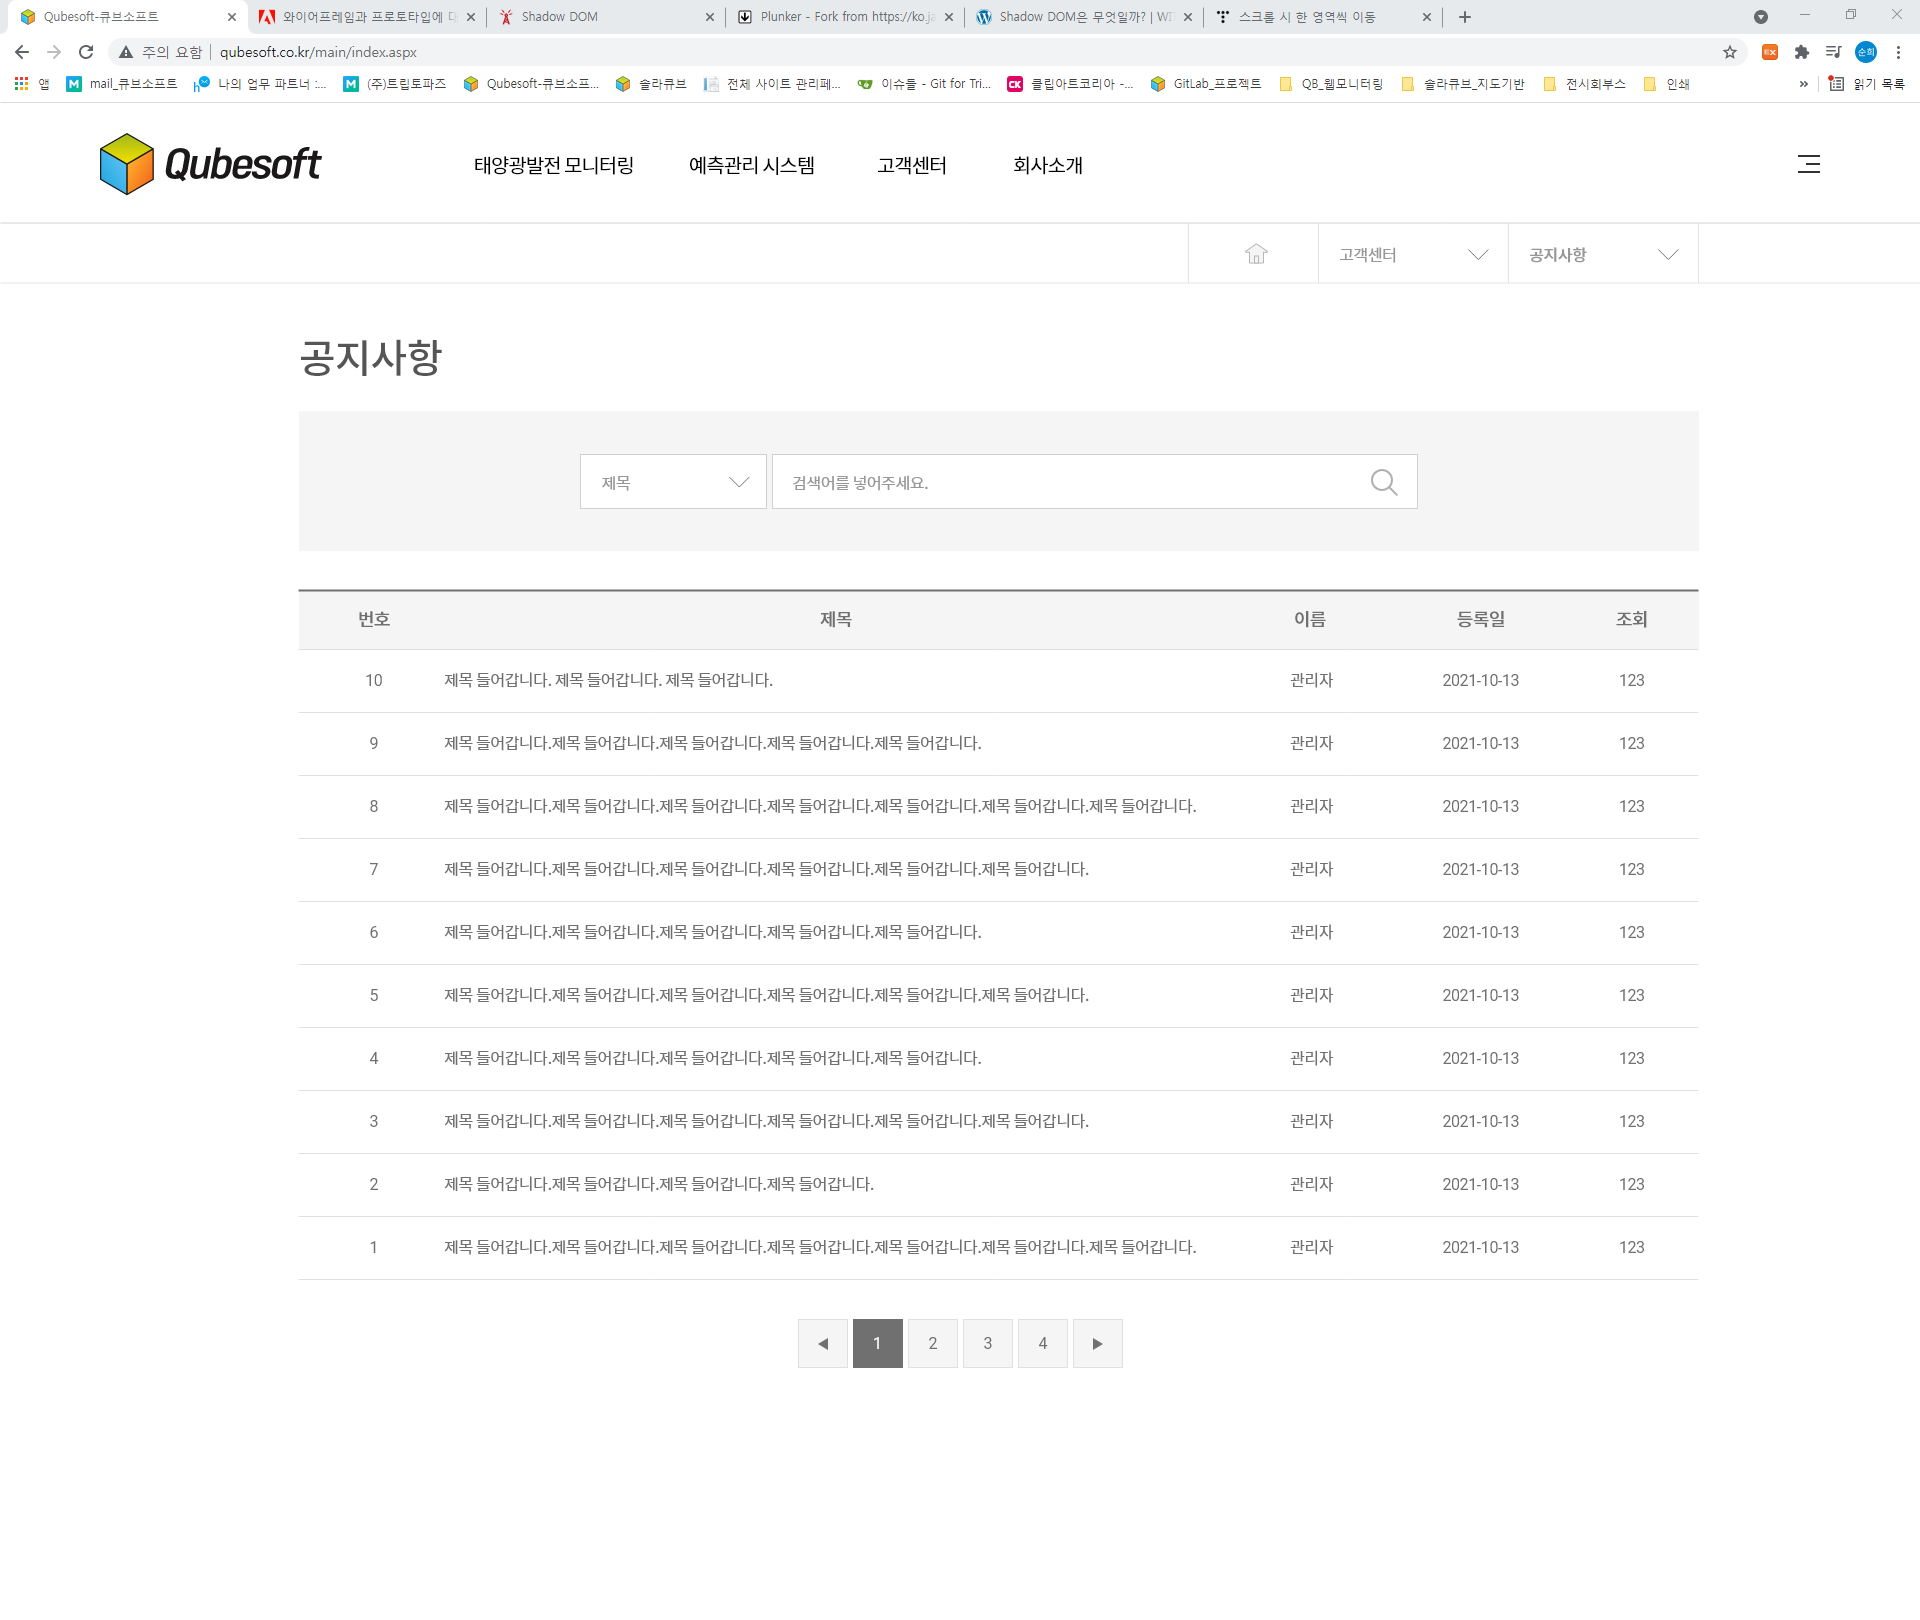 Qubesoft-큐브소프트
와이어프레임과 프로토타입에 대
Shadow DOM
Plunker - Fork from https://ko.ja
Shadow DOM은 무엇일까? | WI
스크롤 시 한 영역씩 이동
주의 요함 | qubesoft.co.kr/main/index.aspx
EX
순희
앱
mail_큐브소프트
나의 업무 파트너 :...
(주)트립토파즈
Qubesoft-큐브소프...
솔라큐브
전체 사이트 관리페...
이슈들 - Git for Tri...
클립아트코리아 -...
GitLab_프로젝트
QB_웹모니터링
솔라큐브_지도기반
전시회부스
인쇄
» 읽기 목록
Qubesoft
태양광발전 모니터링 예측관리 시스템 고객센터 회사소개
고객센터 공지사항
공지사항
제목 검색어를 넣어주세요.
번호 제목 이름 등록일 조회
10 제목 들어갑니다. 제목 들어갑니다. 제목 들어갑니다. 관리자 2021-10-13 123
9 제목 들어갑니다.제목 들어갑니다.제목 들어갑니다.제목 들어갑니다.제목 들어갑니다. 관리자 2021-10-13 123
8 제목 들어갑니다.제목 들어갑니다.제목 들어갑니다.제목 들어갑니다.제목 들어갑니다.제목 들어갑니다.제목 들어갑니다. 관리자 2021-10-13 123
7 제목 들어갑니다.제목 들어갑니다.제목 들어갑니다.제목 들어갑니다.제목 들어갑니다.제목 들어갑니다. 관리자 2021-10-13 123
6 제목 들어갑니다.제목 들어갑니다.제목 들어갑니다.제목 들어갑니다.제목 들어갑니다. 관리자 2021-10-13 123
5 제목 들어갑니다.제목 들어갑니다.제목 들어갑니다.제목 들어갑니다.제목 들어갑니다.제목 들어갑니다. 관리자 2021-10-13 123
4 제목 들어갑니다.제목 들어갑니다.제목 들어갑니다.제목 들어갑니다.제목 들어갑니다. 관리자 2021-10-13 123
3 제목 들어갑니다.제목 들어갑니다.제목 들어갑니다.제목 들어갑니다.제목 들어갑니다.제목 들어갑니다. 관리자 2021-10-13 123
2 제목 들어갑니다.제목 들어갑니다.제목 들어갑니다.제목 들어갑니다. 관리자 2021-10-13 123
1 제목 들어갑니다.제목 들어갑니다.제목 들어갑니다.제목 들어갑니다.제목 들어갑니다.제목 들어갑니다.제목 들어갑니다. 관리자 2021-10-13 123
◀ 1 2 3 4 ▶